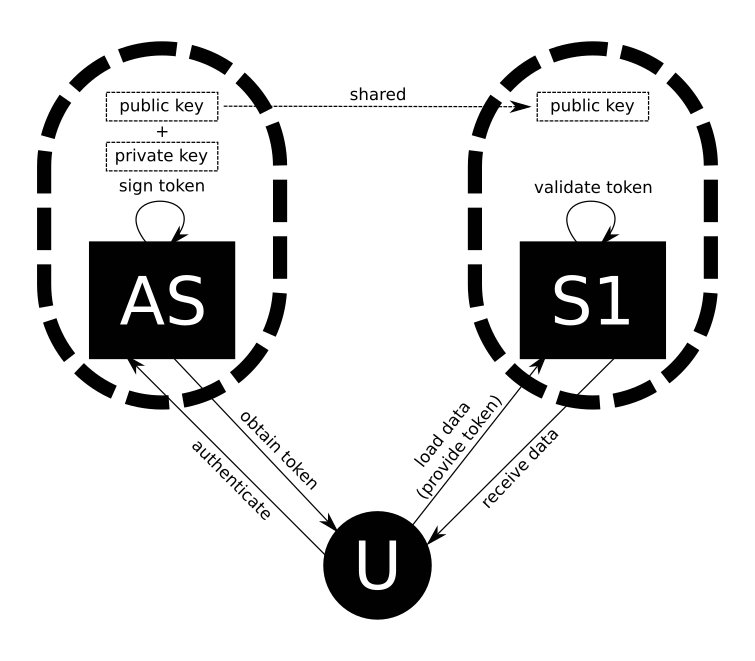 shared
public key
+
private key
sign token
AS
public key
validate token
S1
obtain token
authenticate
load data
(provide token)
receive data
U